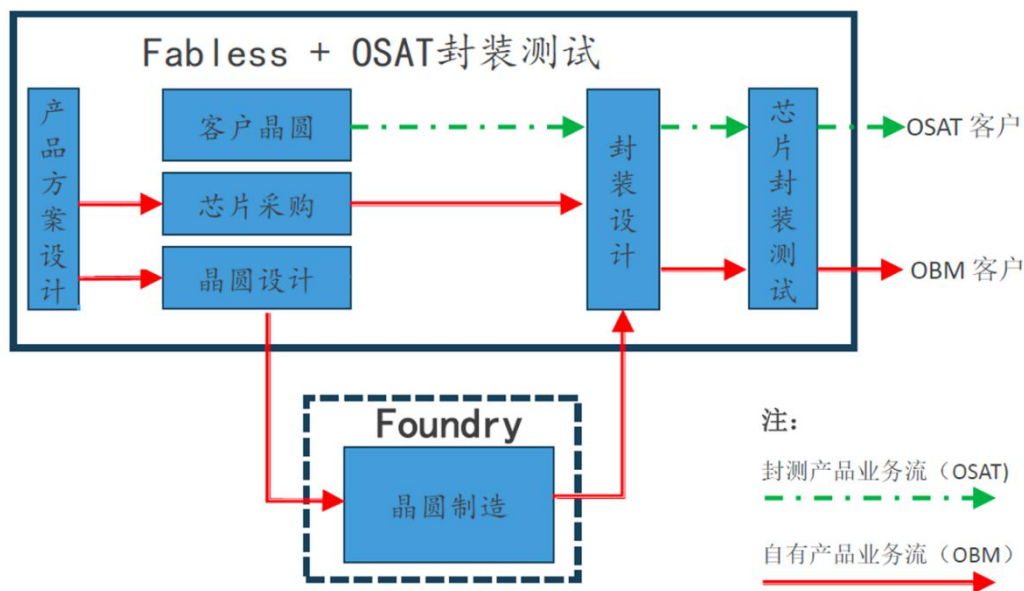 Fabless + OSAT封装测试
产品方案设计
客户晶圆
芯片采购
晶圆设计
封装设计
芯片封装测试
OSAT 客户
OBM 客户
Foundry
晶圆制造
注：
封测产品业务流（OSAT)
自有产品业务流（OBM）